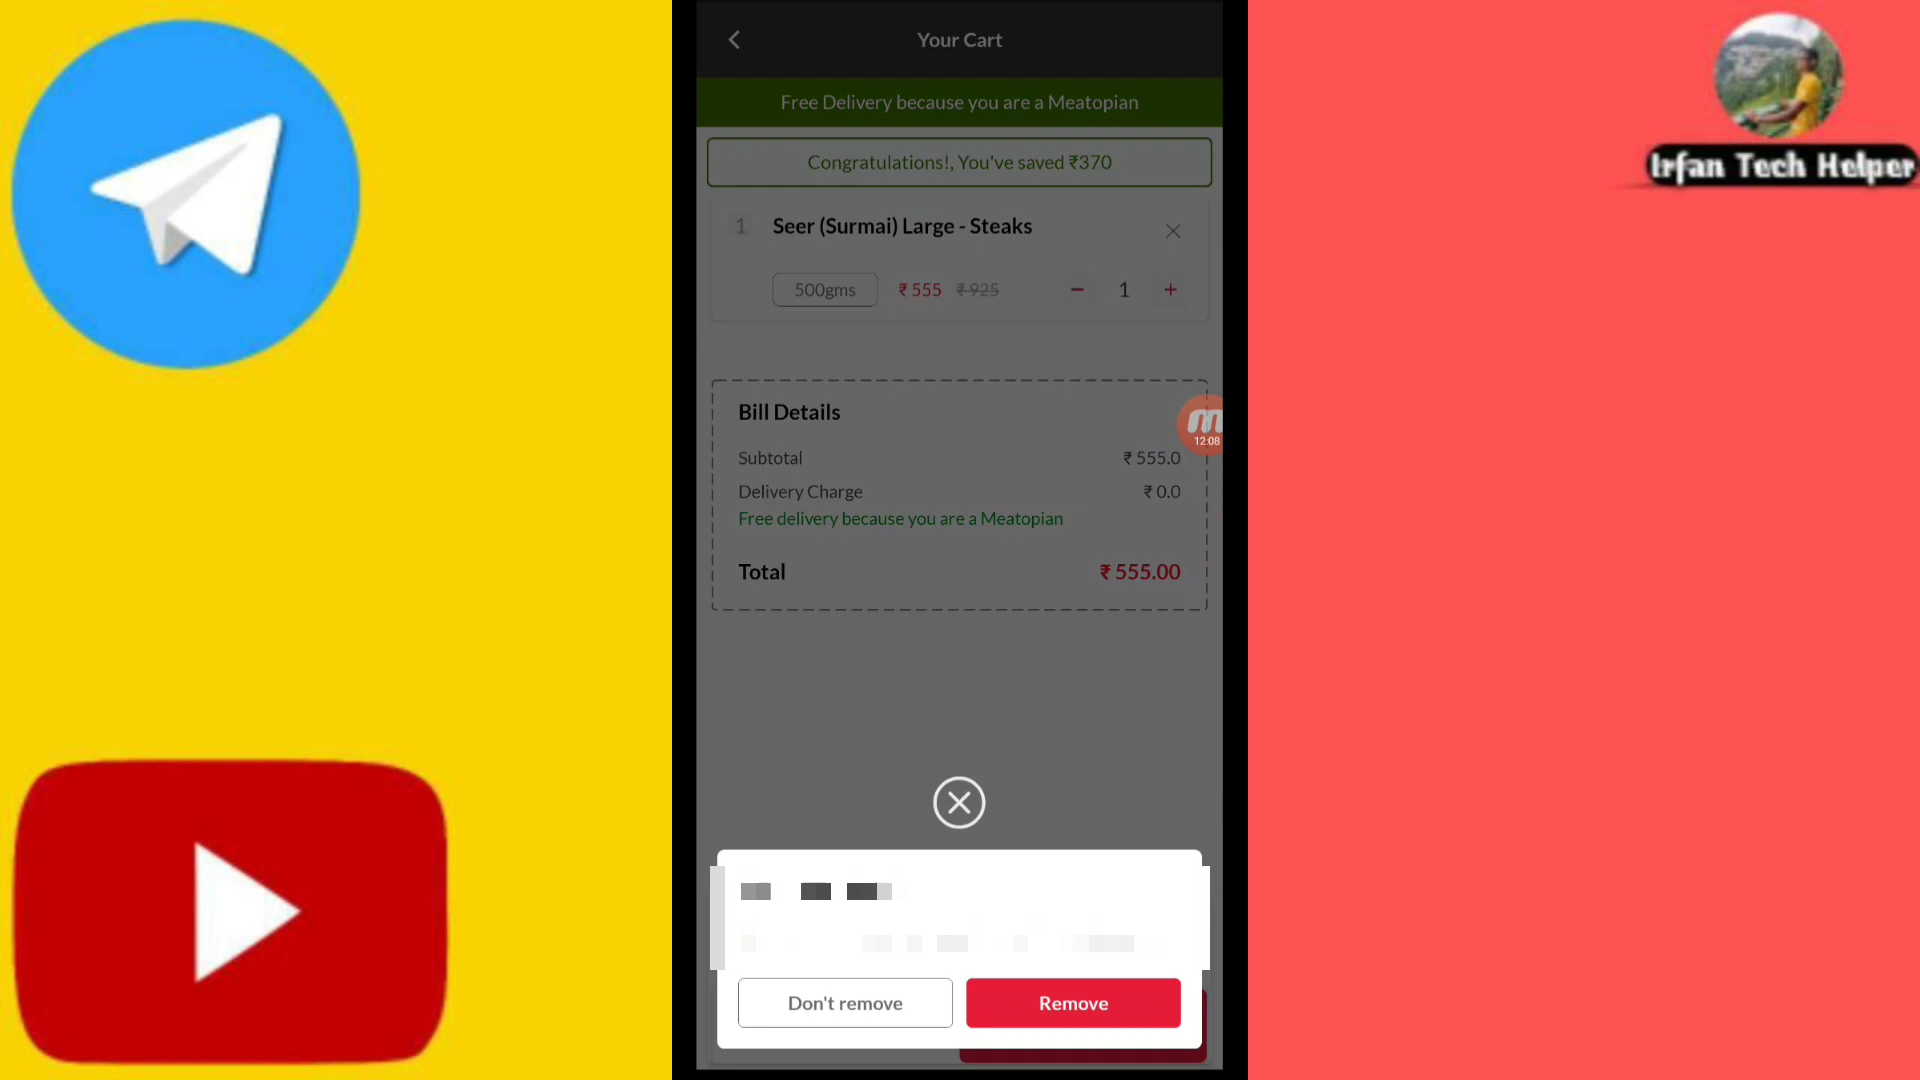 Your Cart
Free Delivery because you are a Meatopian
Congratulations!, You've saved ₹370
1 Seer (Surmai) Large - Steaks
500gms ₹ 555 ₹ 925 - 1 +
Bill Details
12:08
Subtotal ₹ 555.0
Delivery Charge ₹ 0.0
Free delivery because you are a Meatopian
Total ₹ 555.00
Don't remove Remove
Irfan Tech Helper